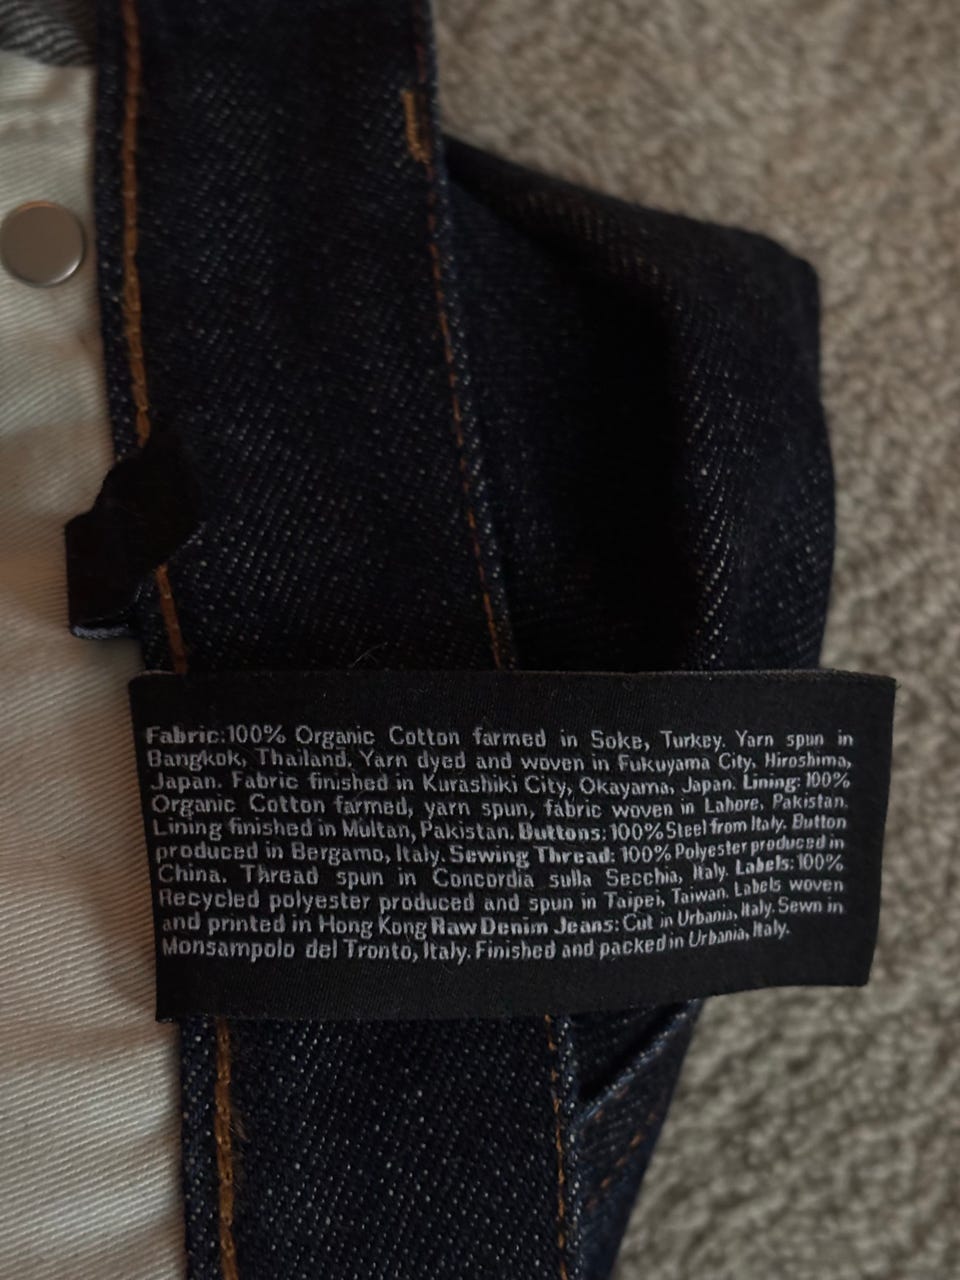 Fabric:100% Organic Cotton farmed in Soke, Turkey. Yarn spun in
Bangkok, Thailand. Yarn dyed and woven in Fukuyama City, Hiroshima,
Japan. Fabric finished in Kurashiki City, Okayama, Japan. Lining: 100%
Organic Cotton farmed, yarn spun, fabric woven in Lahore, Pakistan.
Lining finished in Multan, Pakistan. Buttons: 100% Steel from Italy. Button
produced in Bergamo, Italy. Sewing Thread: 100% Polyester produced in
China. Thread spun in Concordia sulla Secchia, Italy. Labels: 100%
Recycled polyester produced and spun in Taipei, Taiwan. Labels woven
and printed in Hong Kong Raw Denim Jeans: Cut in Urbania, Italy. Sewn in
Monsampolo del Tronto, Italy. Finished and packed in Urbania, Italy.